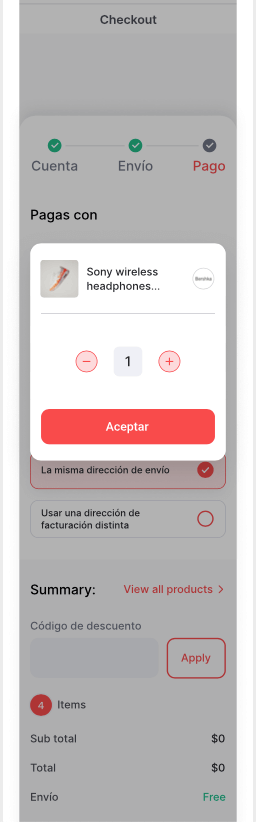 Checkout
Cuenta
Envío
Pago
Pagas con
Sony wireless
headphones...
Bershka
1
Aceptar
La misma dirección de envío
Usar una dirección de
facturación distinta
Summary:
View all products
Código de descuento
Apply
4 Items
Sub total $0
Total $0
Envío Free